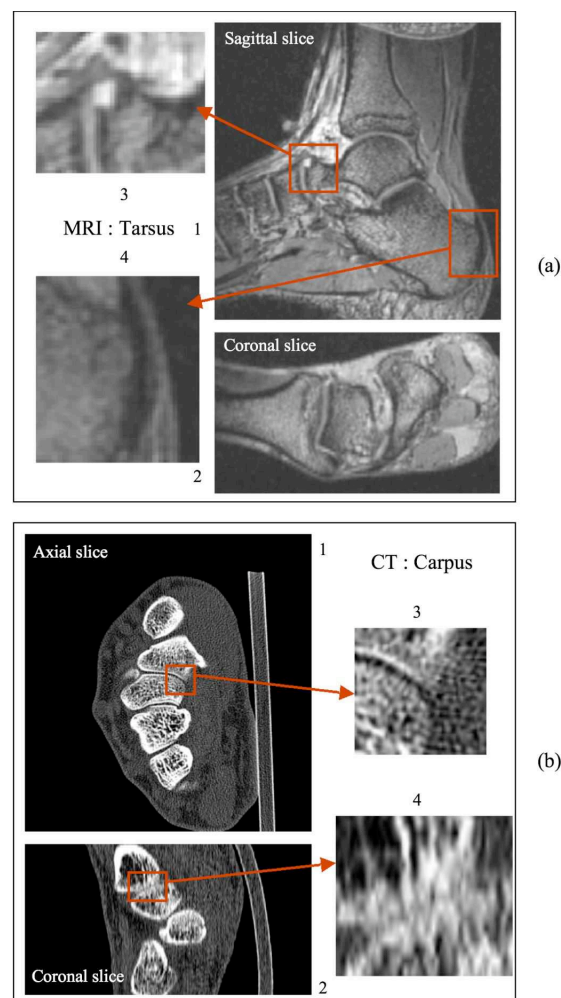 Sagittal slice
3
MRI : Tarsus 1
4
(a)
Coronal slice
2
Axial slice
1
CT : Carpus
3
(b)
4
Coronal slice
2